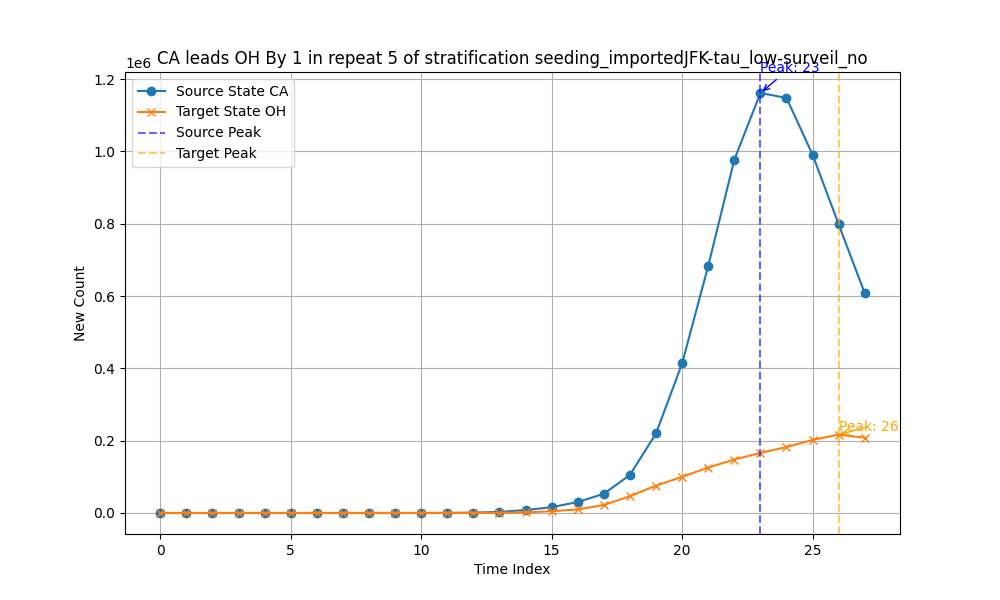 CA leads OH By 1 in repeat 5 of stratification seeding_importedJFK-tau_low-surveil_no
1e6
Peak: 23
Source State CA
Target State OH
Source Peak
Target Peak
1.2
1.0
0.8
0.6
0.4
0.2
0.0
New Count
Peak: 26
0 5 10 15 20 25
Time Index